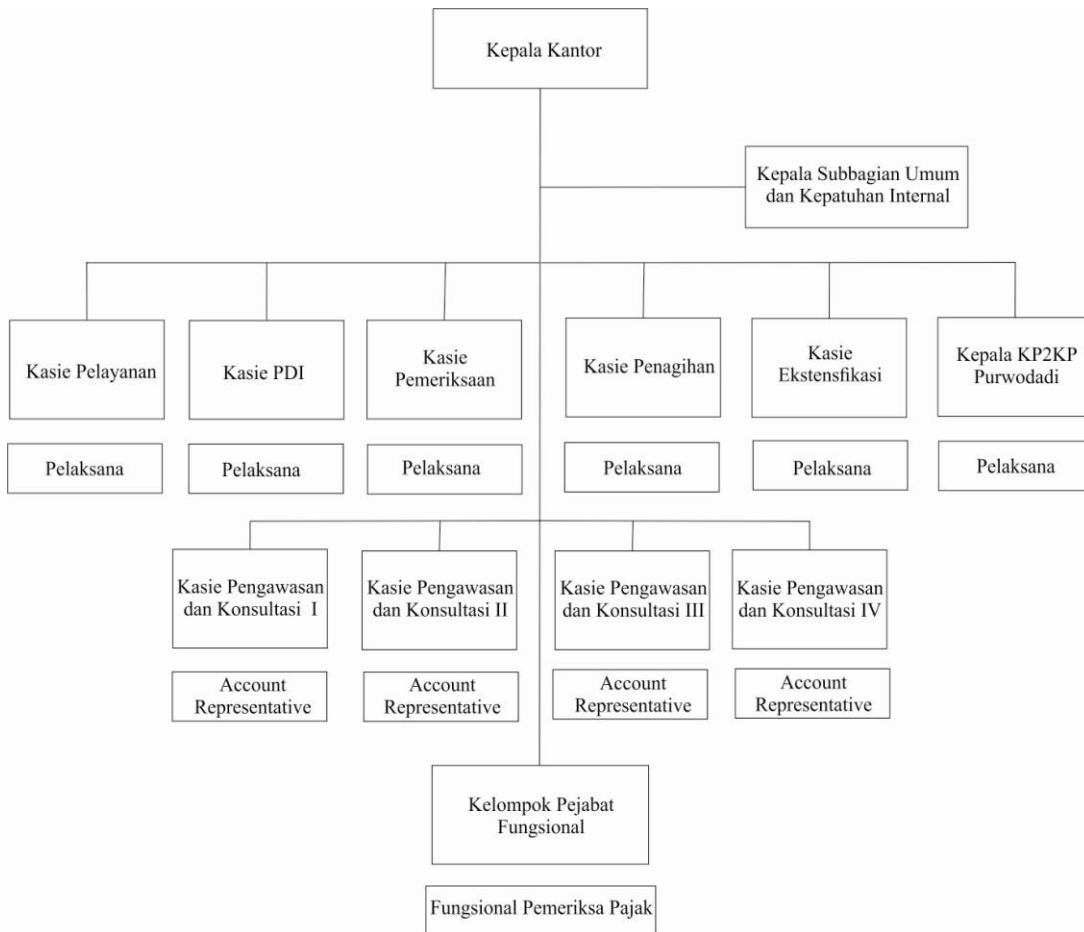 Kepala Kantor
Kepala Subbagian Umum
dan Kepatuhan Internal
Kasie Pelayanan
Kasie PDI
Kasie
Pemeriksaan
Kasie Penagihan
Kasie
Ekstensfikasi
Kepala KP2KP
Purwodadi
Pelaksana
Pelaksana
Pelaksana
Pelaksana
Pelaksana
Pelaksana
Kasie Pengawasan
dan Konsultasi I
Kasie Pengawasan
dan Konsultasi II
Kasie Pengawasan
dan Konsultasi III
Kasie Pengawasan
dan Konsultasi IV
Account
Representative
Account
Representative
Account
Representative
Account
Representative
Kelompok Pejabat
Fungsional
Fungsional Pemeriksa Pajak